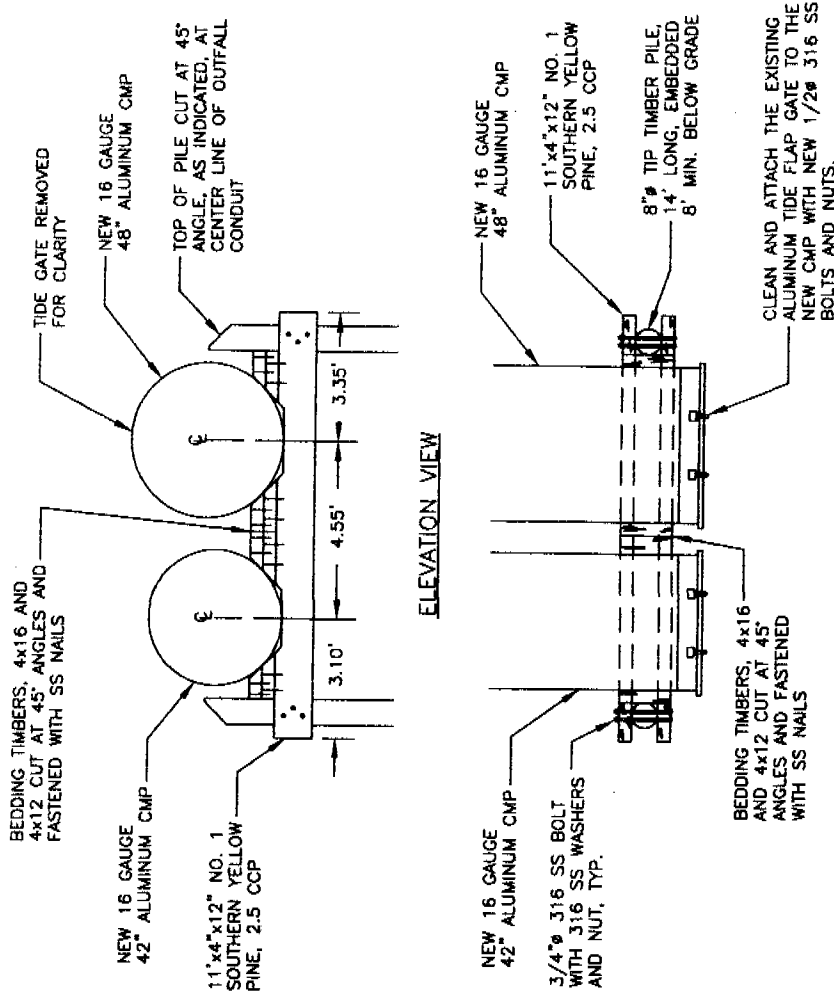 BEDDING TIMBERS, 4x16 AND
4x12 CUT AT 45° ANGLES AND
FASTENED WITH SS NAILS
TIDE GATE REMOVED
FOR CLARITY
NEW 16 GAUGE
48" ALUMINUM CMP
TOP OF PILE CUT AT 45°
ANGLE, AS INDICATED, AT
CENTER LINE OF OUTFALL
CONDUIT
NEW 16 GAUGE
42" ALUMINUM CMP
11'x4"x12" NO. 1
SOUTHERN YELLOW
PINE, 2.5 CCP
℄
℄
3.10'
4.55'
3.35'
ELEVATION VIEW
NEW 16 GAUGE
42" ALUMINUM CMP
3/4"ø 316 SS BOLT
WITH 316 SS WASHERS
AND NUT, TYP.
NEW 16 GAUGE
48" ALUMINUM CMP
11'x4"x12" NO. 1
SOUTHERN YELLOW
PINE, 2.5 CCP
8"ø TIP TIMBER PILE,
14' LONG, EMBEDDED
8' MIN. BELOW GRADE
BEDDING TIMBERS, 4x16
AND 4x12 CUT AT 45°
ANGLES AND FASTENED
WITH SS NAILS
CLEAN AND ATTACH THE EXISTING
ALUMINUM TIDE FLAP GATE TO THE
NEW CMP WITH NEW 1/2ø 316 SS
BOLTS AND NUTS.